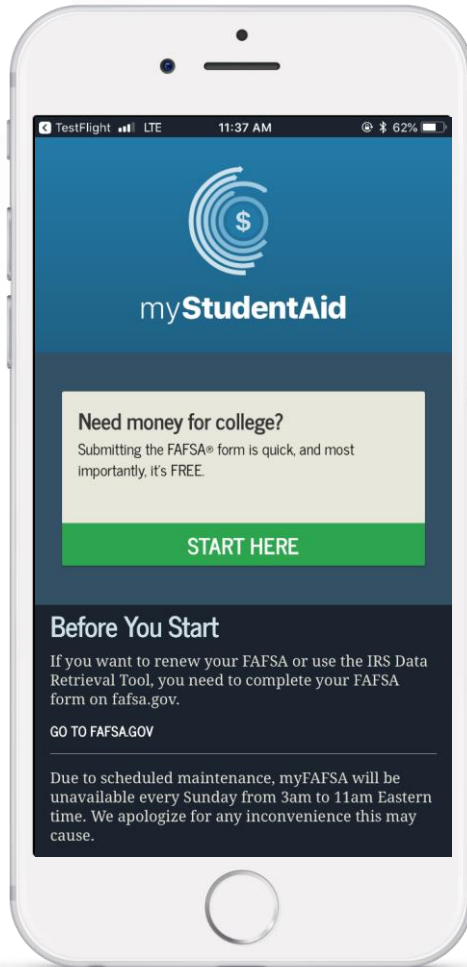 TestFlight LTE 11:37 AM 62%
$
myStudentAid
Need money for college?
Submitting the FAFSA® form is quick, and most
importantly, it's FREE.
START HERE
Before You Start
If you want to renew your FAFSA or use the IRS Data
Retrieval Tool, you need to complete your FAFSA
form on fafsa.gov.
GO TO FAFSA.GOV
Due to scheduled maintenance, myFAFSA will be
unavailable every Sunday from 3am to 11am Eastern
time. We apologize for any inconvenience this may
cause.